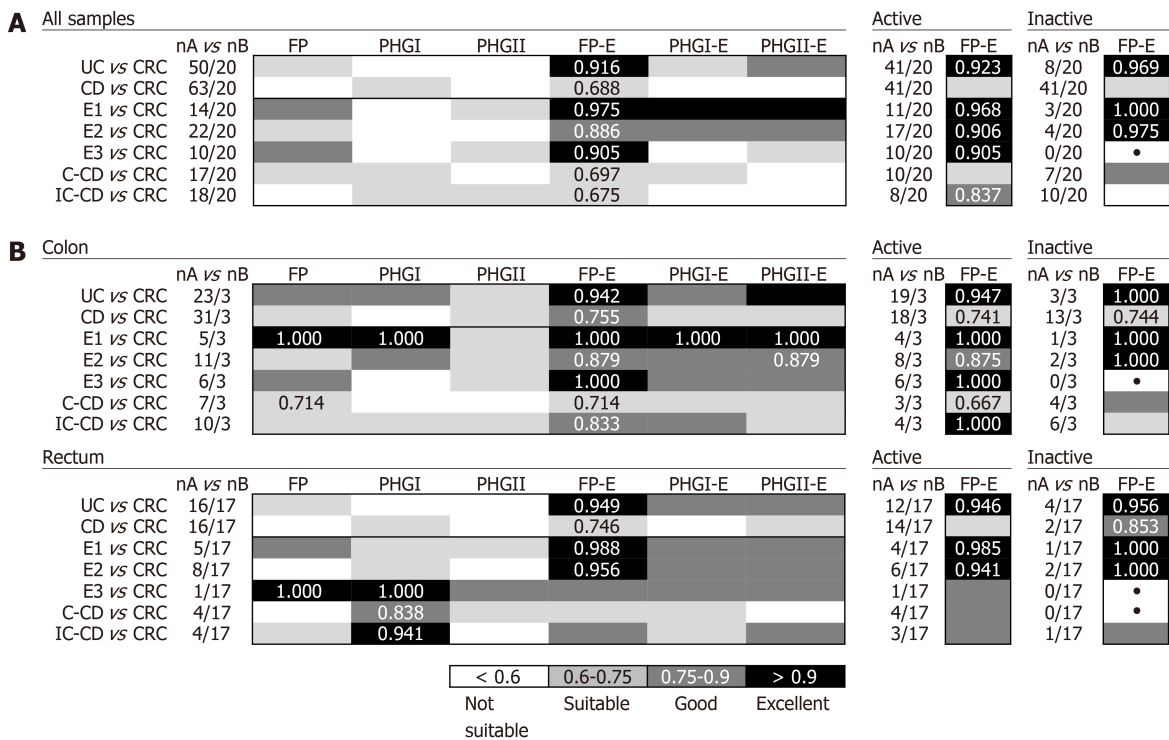 A All samples Active Inactive
nA vs nB FP PHGI PHGII FP-E PHGI-E PHGII-E nA vs nB FP-E nA vs nB FP-E
UC vs CRC 50/20 0.916 41/20 0.923 8/20 0.969
CD vs CRC 63/20 0.688 41/20 41/20
E1 vs CRC 14/20 0.975 11/20 0.968 3/20 1.000
E2 vs CRC 22/20 0.886 17/20 0.906 4/20 0.975
E3 vs CRC 10/20 0.905 10/20 0.905 0/20 •
C-CD vs CRC 17/20 0.697 10/20 7/20
IC-CD vs CRC 18/20 0.675 8/20 0.837 10/20
B Colon Active Inactive
nA vs nB FP PHGI PHGII FP-E PHGI-E PHGII-E nA vs nB FP-E nA vs nB FP-E
UC vs CRC 23/3 0.942 19/3 0.947 3/3 1.000
CD vs CRC 31/3 0.755 18/3 0.741 13/3 0.744
E1 vs CRC 5/3 1.000 1.000 1.000 1.000 1.000 4/3 1.000 1/3 1.000
E2 vs CRC 11/3 0.879 0.879 8/3 0.875 2/3 1.000
E3 vs CRC 6/3 1.000 6/3 1.000 0/3 •
C-CD vs CRC 7/3 0.714 0.714 3/3 0.667 4/3
IC-CD vs CRC 10/3 0.833 4/3 1.000 6/3
Rectum Active Inactive
nA vs nB FP PHGI PHGII FP-E PHGI-E PHGII-E nA vs nB FP-E nA vs nB FP-E
UC vs CRC 16/17 0.949 12/17 0.946 4/17 0.956
CD vs CRC 16/17 0.746 14/17 2/17 0.853
E1 vs CRC 5/17 0.988 4/17 0.985 1/17 1.000
E2 vs CRC 8/17 0.956 6/17 0.941 2/17 1.000
E3 vs CRC 1/17 1.000 1.000 1/17 0/17 •
C-CD vs CRC 4/17 0.838 4/17 0/17 •
IC-CD vs CRC 4/17 0.941 3/17 1/17
< 0.6 0.6-0.75 0.75-0.9 > 0.9
Not Suitable Good Excellent
suitable